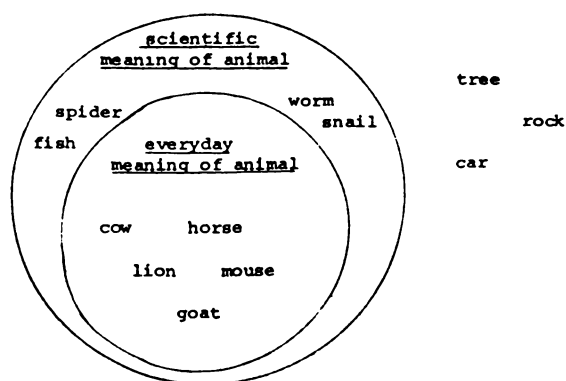 scientific
meaning of animal
tree
worm
spider
snail
rock
fish
everyday
meaning of animal
car
cow horse
lion mouse
goat